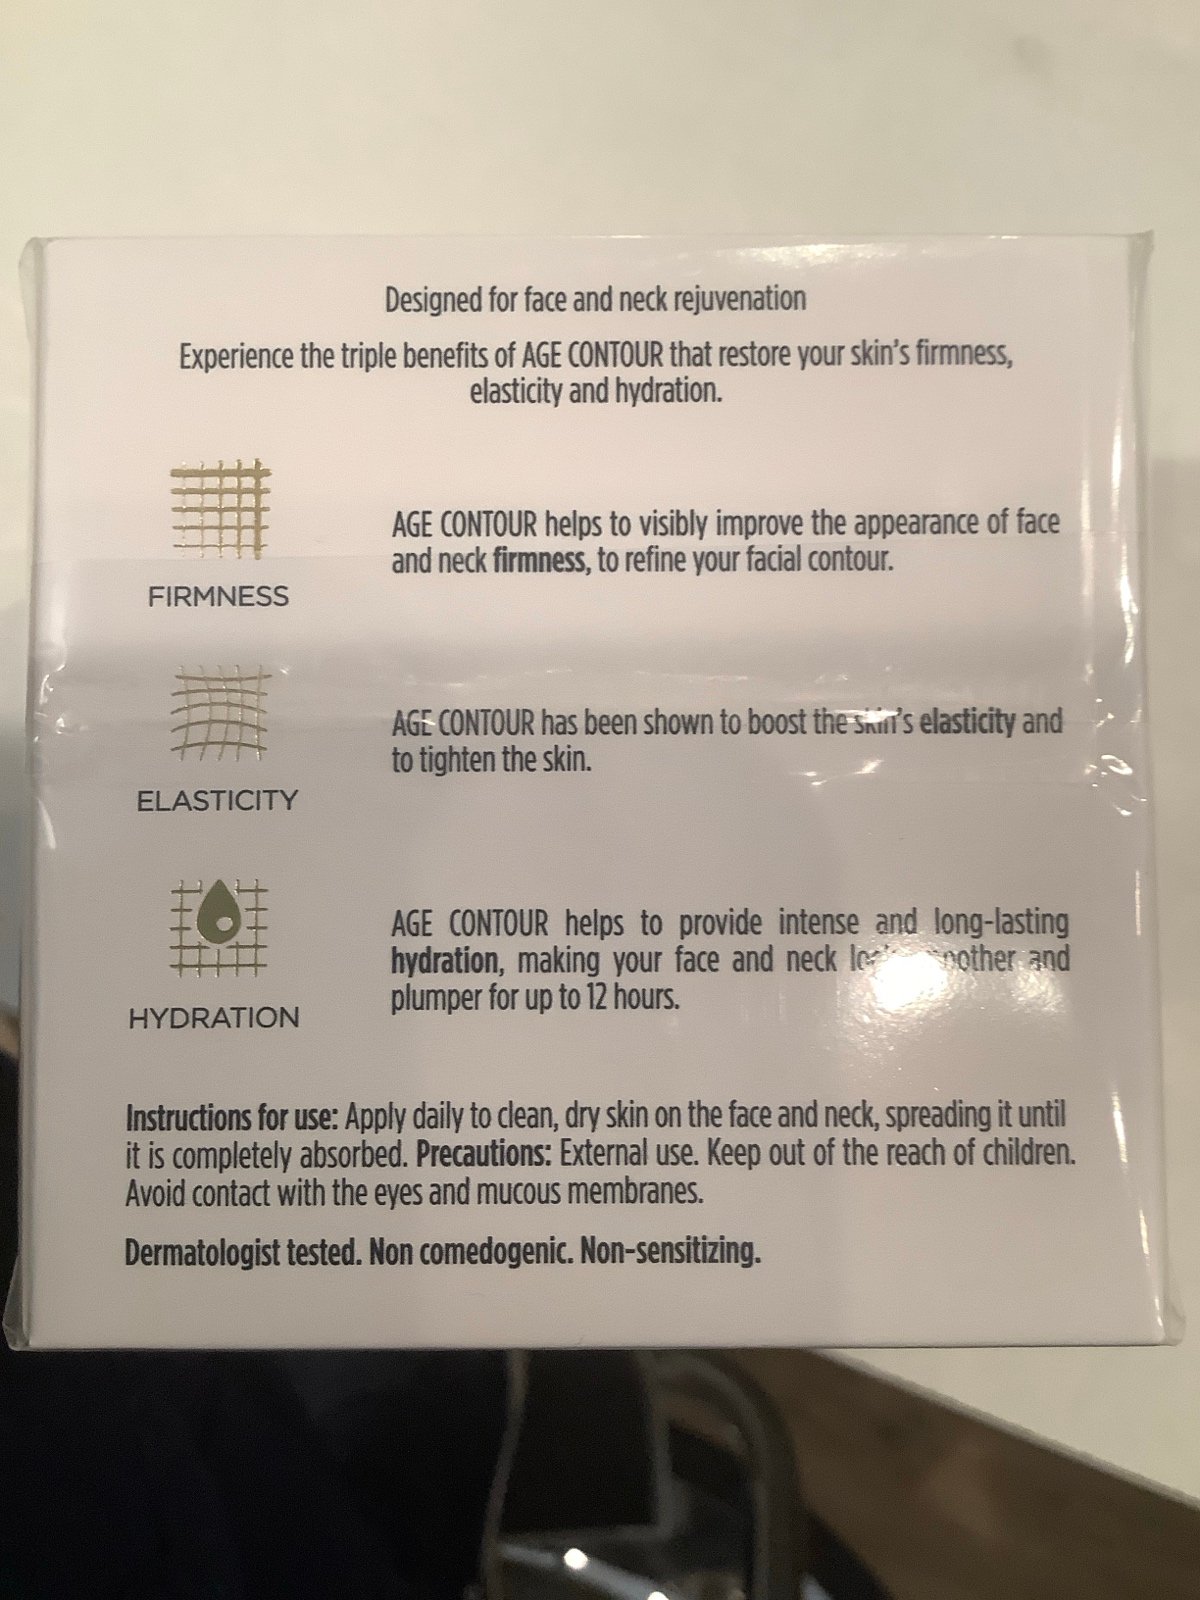 Designed for face and neck rejuvenation
Experience the triple benefits of AGE CONTOUR that restore your skin's firmness,
elasticity and hydration.
AGE CONTOUR helps to visibly improve the appearance of face
and neck firmness, to refine your facial contour.
FIRMNESS
AGE CONTOUR has been shown to boost the skin's elasticity and
to tighten the skin.
ELASTICITY
AGE CONTOUR helps to provide intense and long-lasting
hydration, making your face and neck look smoother and
plumper for up to 12 hours.
HYDRATION
Instructions for use: Apply daily to clean, dry skin on the face and neck, spreading it until
it is completely absorbed. Precautions: External use. Keep out of the reach of children.
Avoid contact with the eyes and mucous membranes.
Dermatologist tested. Non comedogenic. Non-sensitizing.